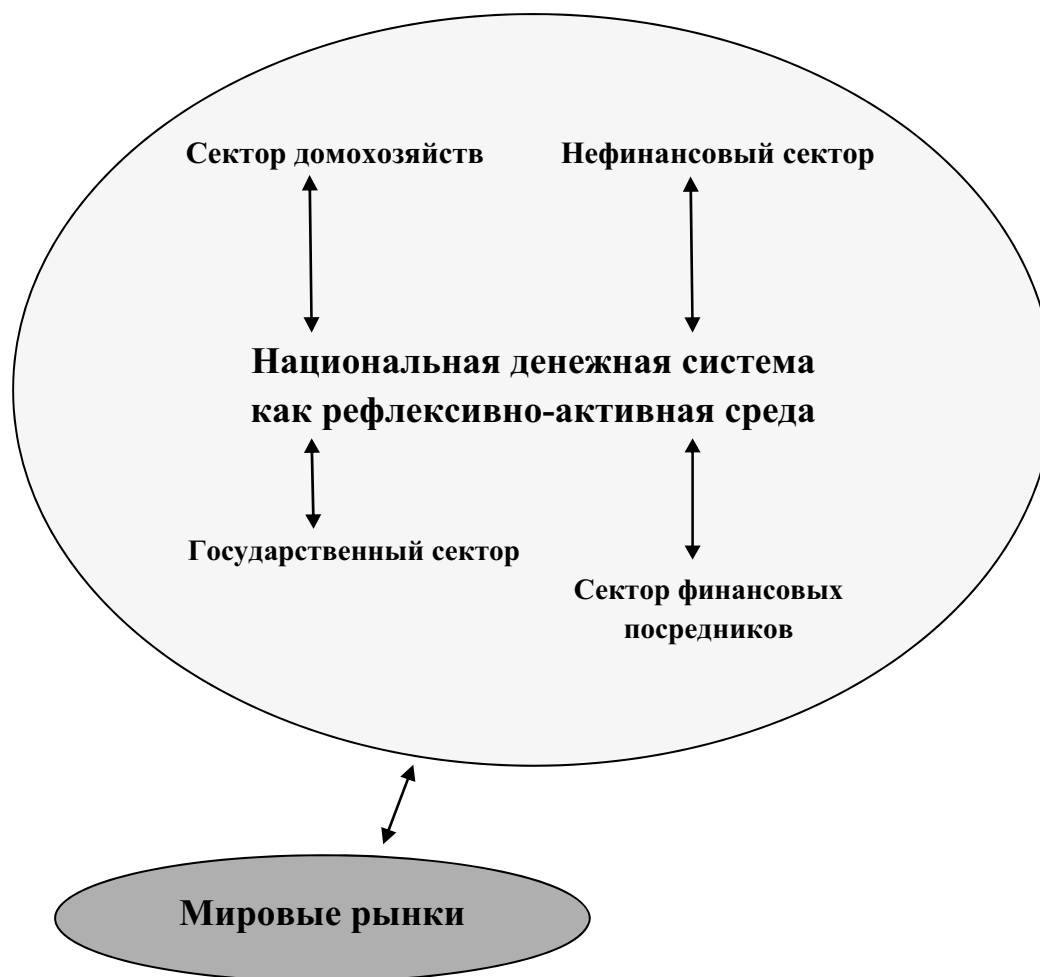 Сектор домохозяйств
Нефинансовый сектор
Национальная денежная система
как рефлексивно-активная среда
Государственный сектор
Сектор финансовых
посредников
Мировые рынки